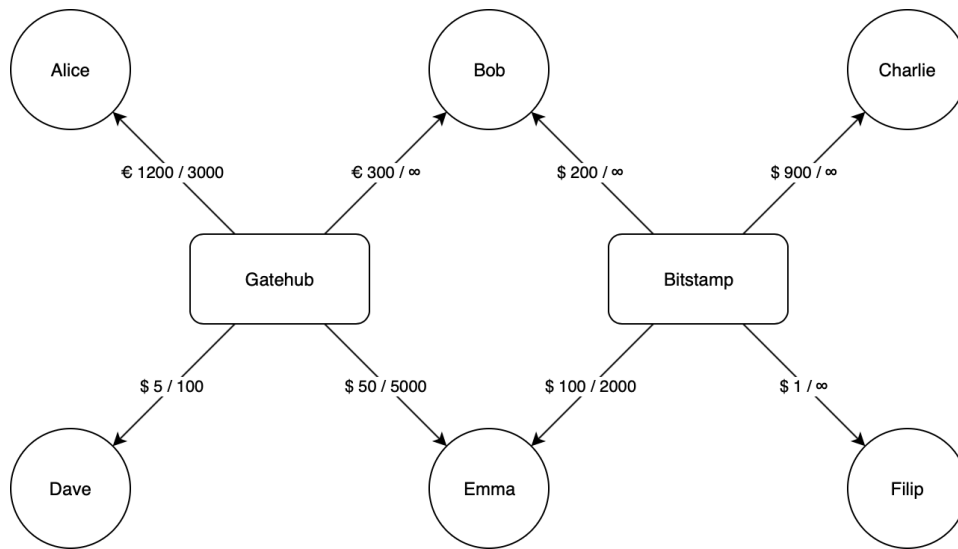 Alice
Bob
Charlie
€ 1200 / 3000
€ 300 / ∞
$ 200 / ∞
$ 900 / ∞
Gatehub
Bitstamp
$ 5 / 100
$ 50 / 5000
$ 100 / 2000
$ 1 / ∞
Dave
Emma
Filip